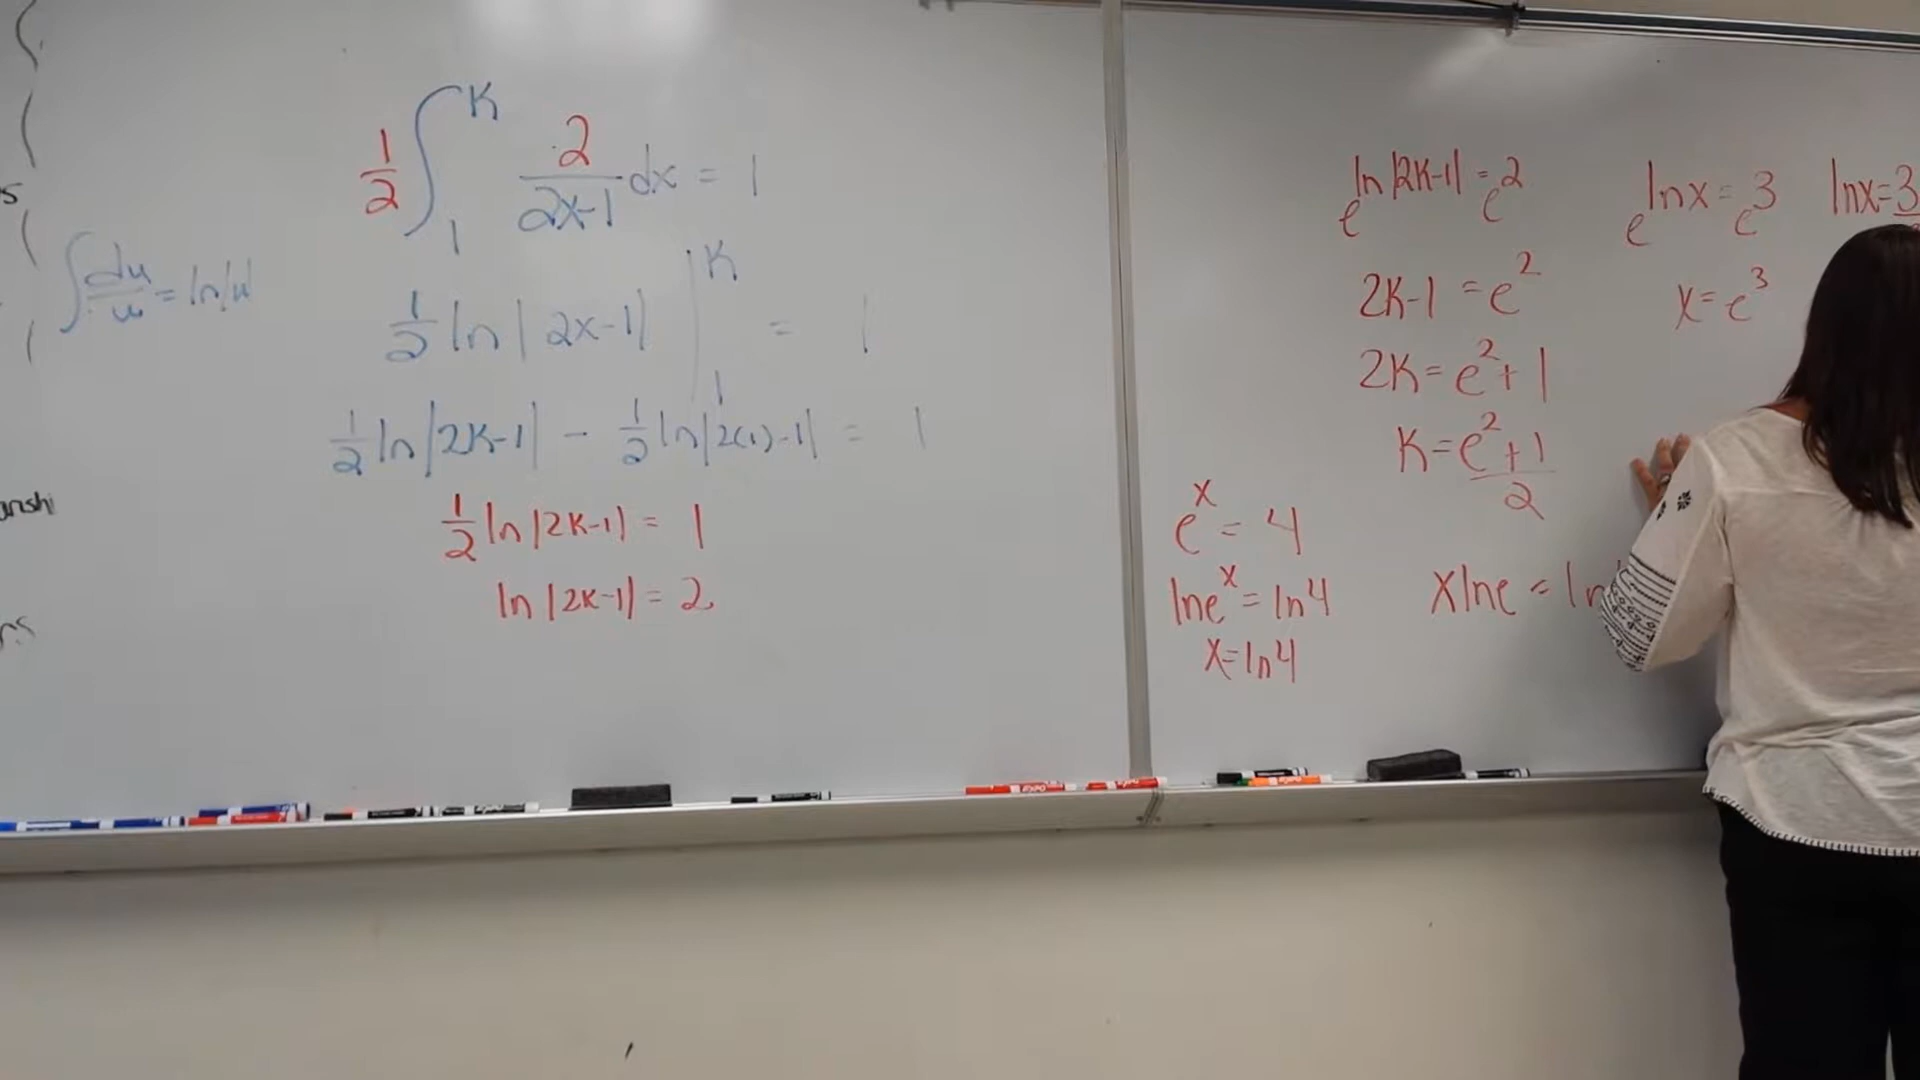 1/2 ∫₁ᴷ 2/(2x-1) dx = 1
∫ du/u = ln|u|
1/2 ln|2x-1| |₁ᴷ = 1
1/2 ln|2K-1| - 1/2 ln|2(1)-1| = 1
1/2 ln|2K-1| = 1
ln|2K-1| = 2
e^(ln|2K-1|) = e^2
2K-1 = e^2
2K = e^2 + 1
K = (e^2+1)/2
e^(lnx) = e^3
x = e^3
lnx = 3
e^x = 4
lne^x = ln4
x = ln4
xlne = ln